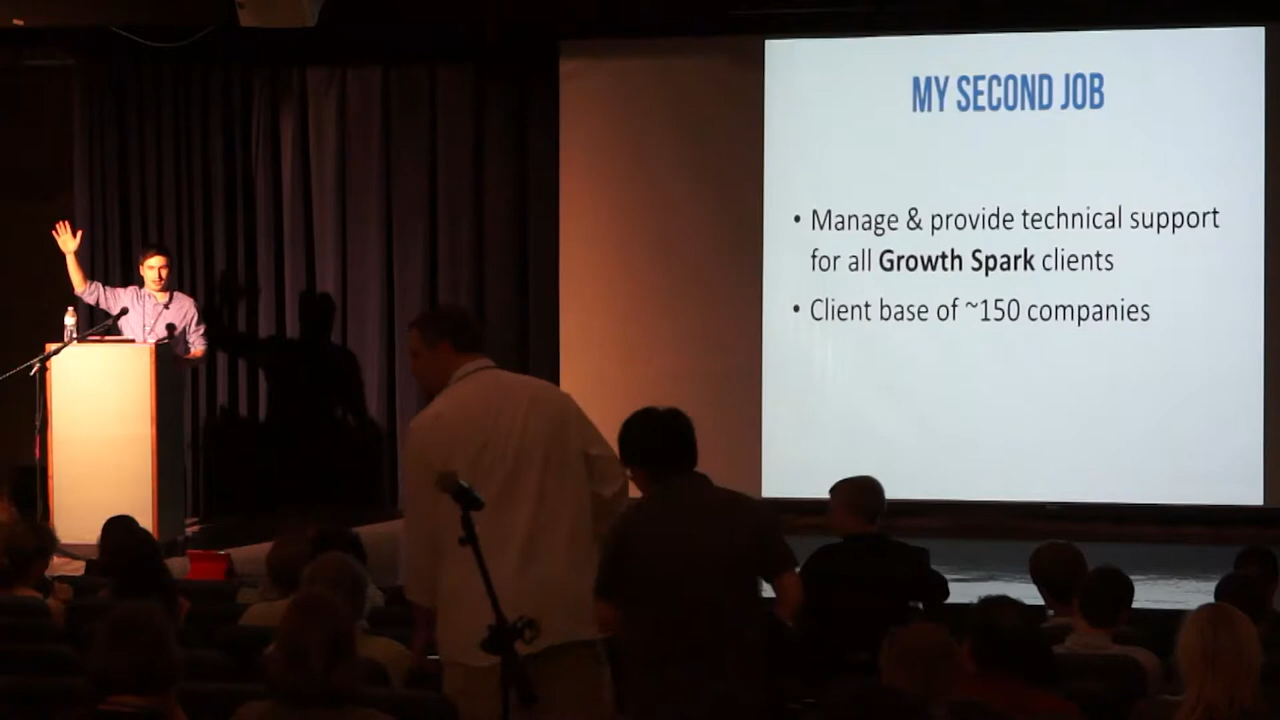 MY SECOND JOB
• Manage & provide technical support
for all Growth Spark clients
• Client base of ~150 companies